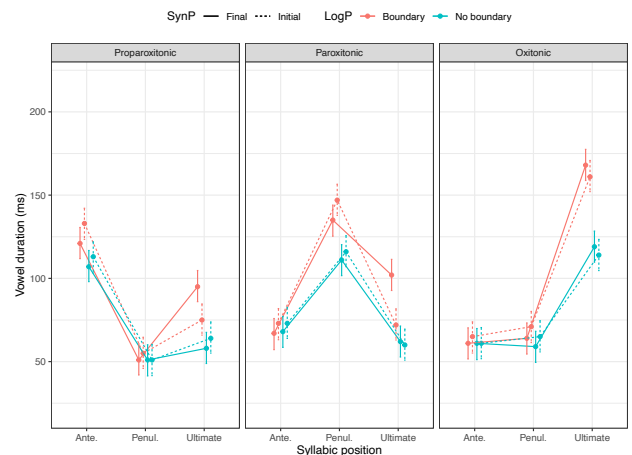 SynP Final Initial LogP Boundary No boundary
Proparoxitonic Paroxitonic Oxitonic
200
150
100
50
Vowel duration (ms)
Ante. Penul. Ultimate Ante. Penul. Ultimate Ante. Penul. Ultimate
Syllabic position